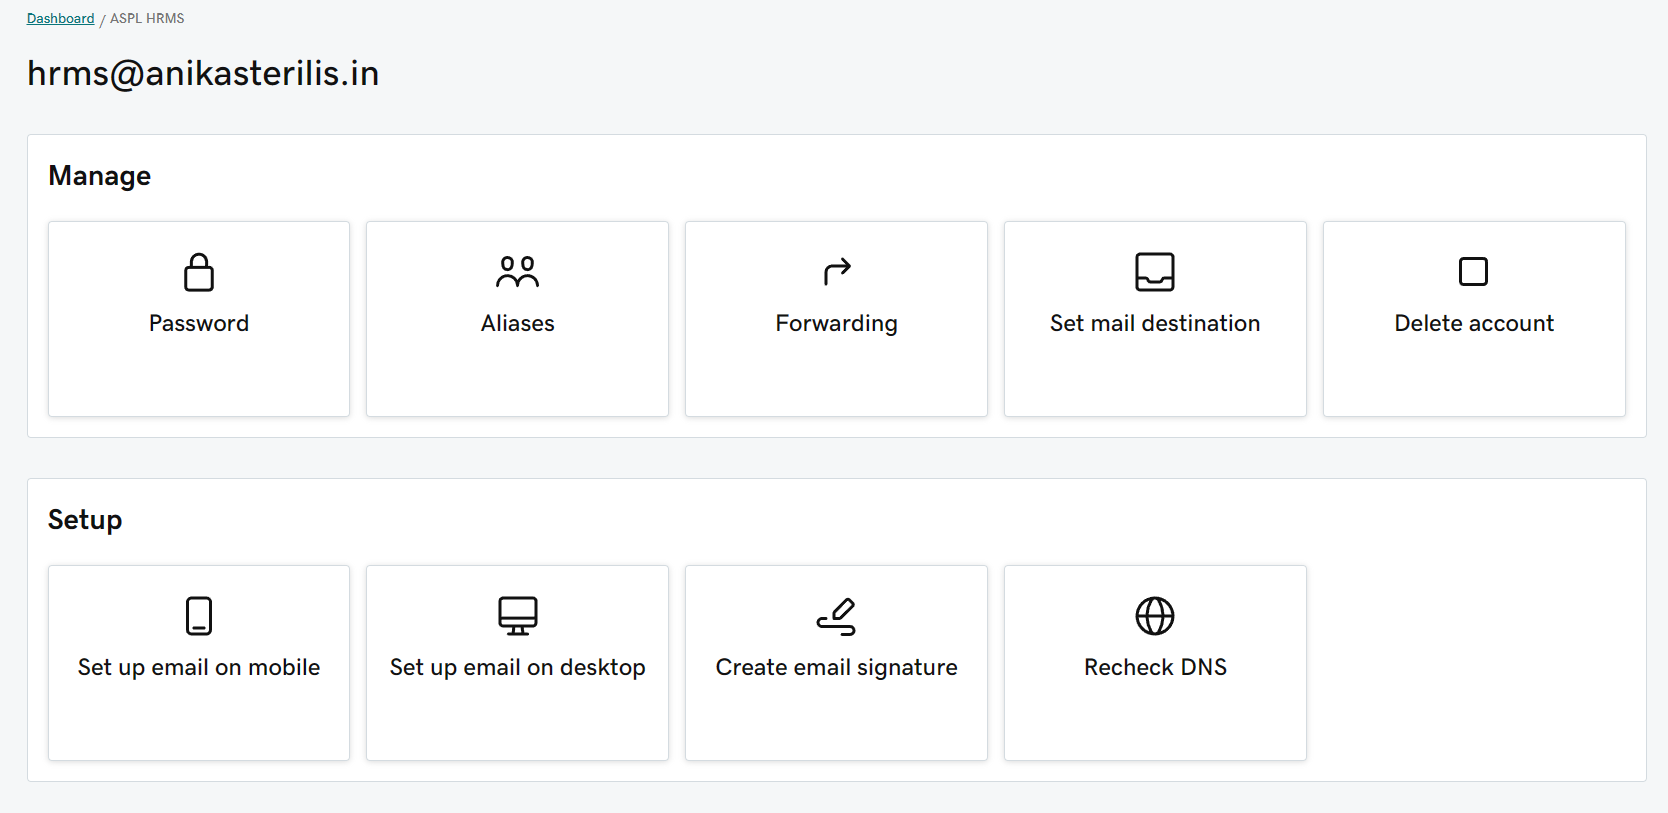 Dashboard / ASPL HRMS
hrms@anikasterilis.in
Manage
Password
Aliases
Forwarding
Set mail destination
Delete account
Setup
Set up email on mobile
Set up email on desktop
Create email signature
Recheck DNS